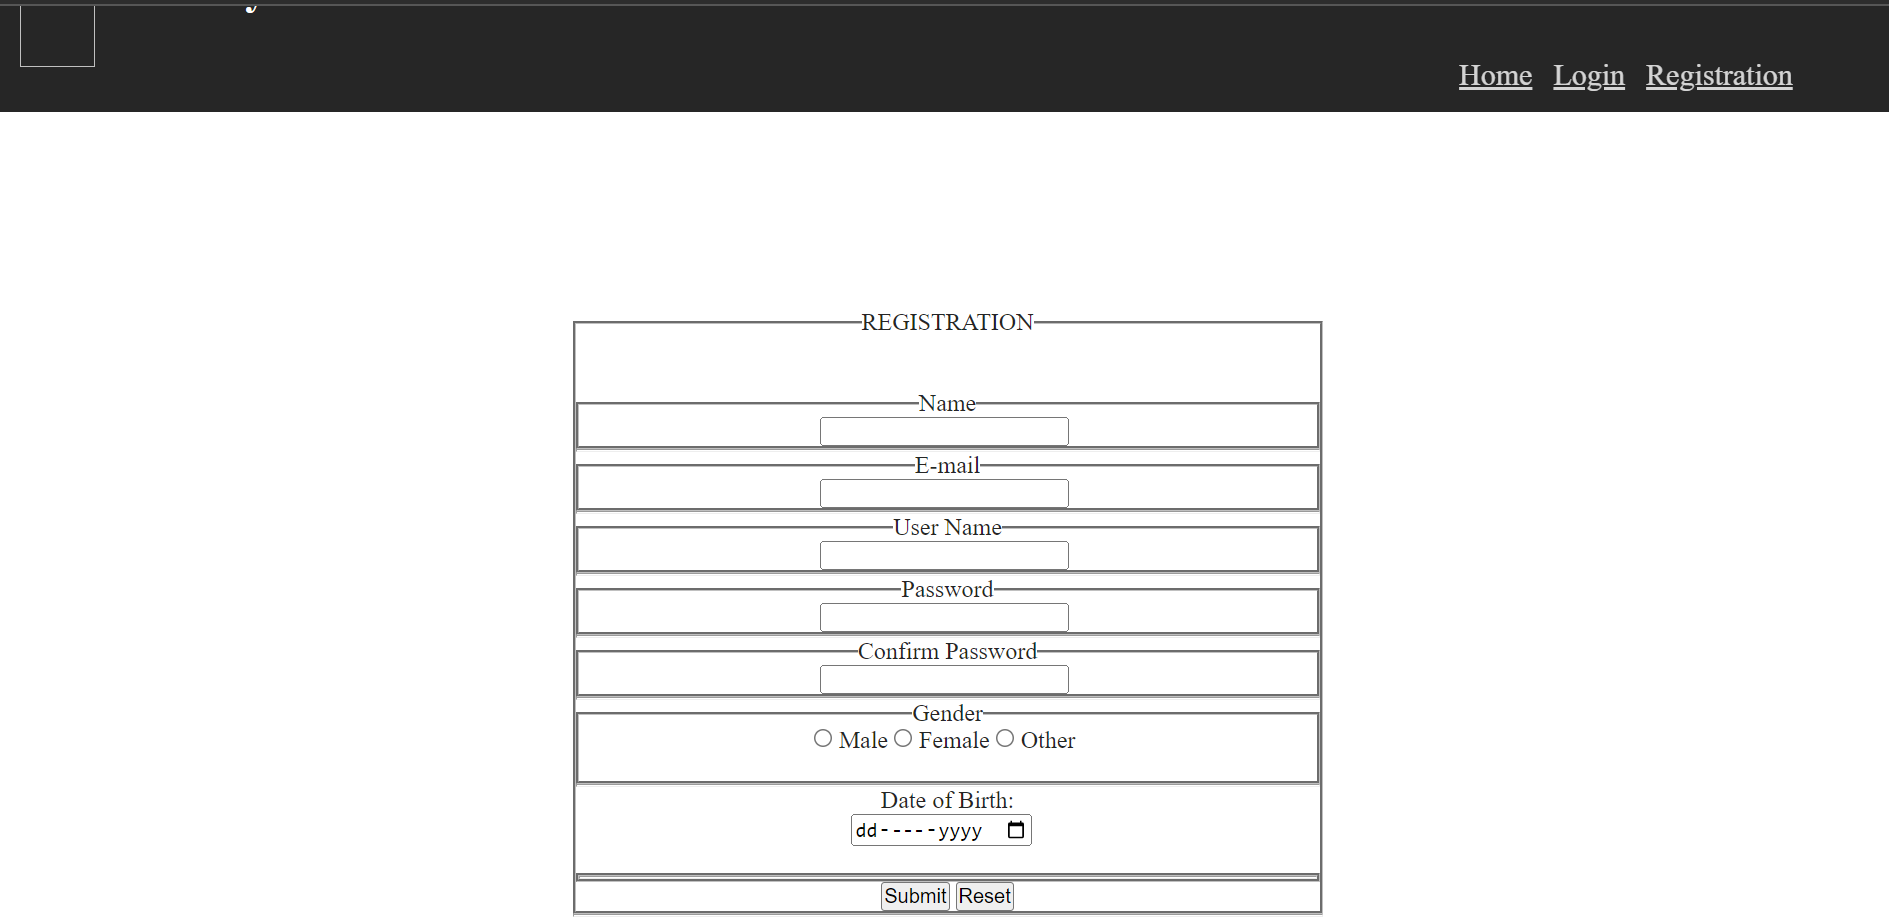 Home Login Registration
REGISTRATION
Name
E-mail
User Name
Password
Confirm Password
Gender
Male Female Other
Date of Birth:
dd-----yyyy
Submit Reset